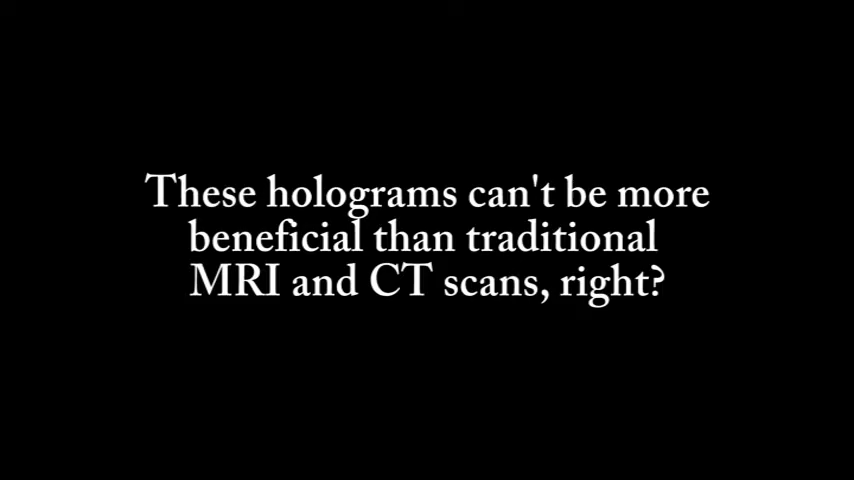 These holograms can't be more
beneficial than traditional
MRI and CT scans, right?